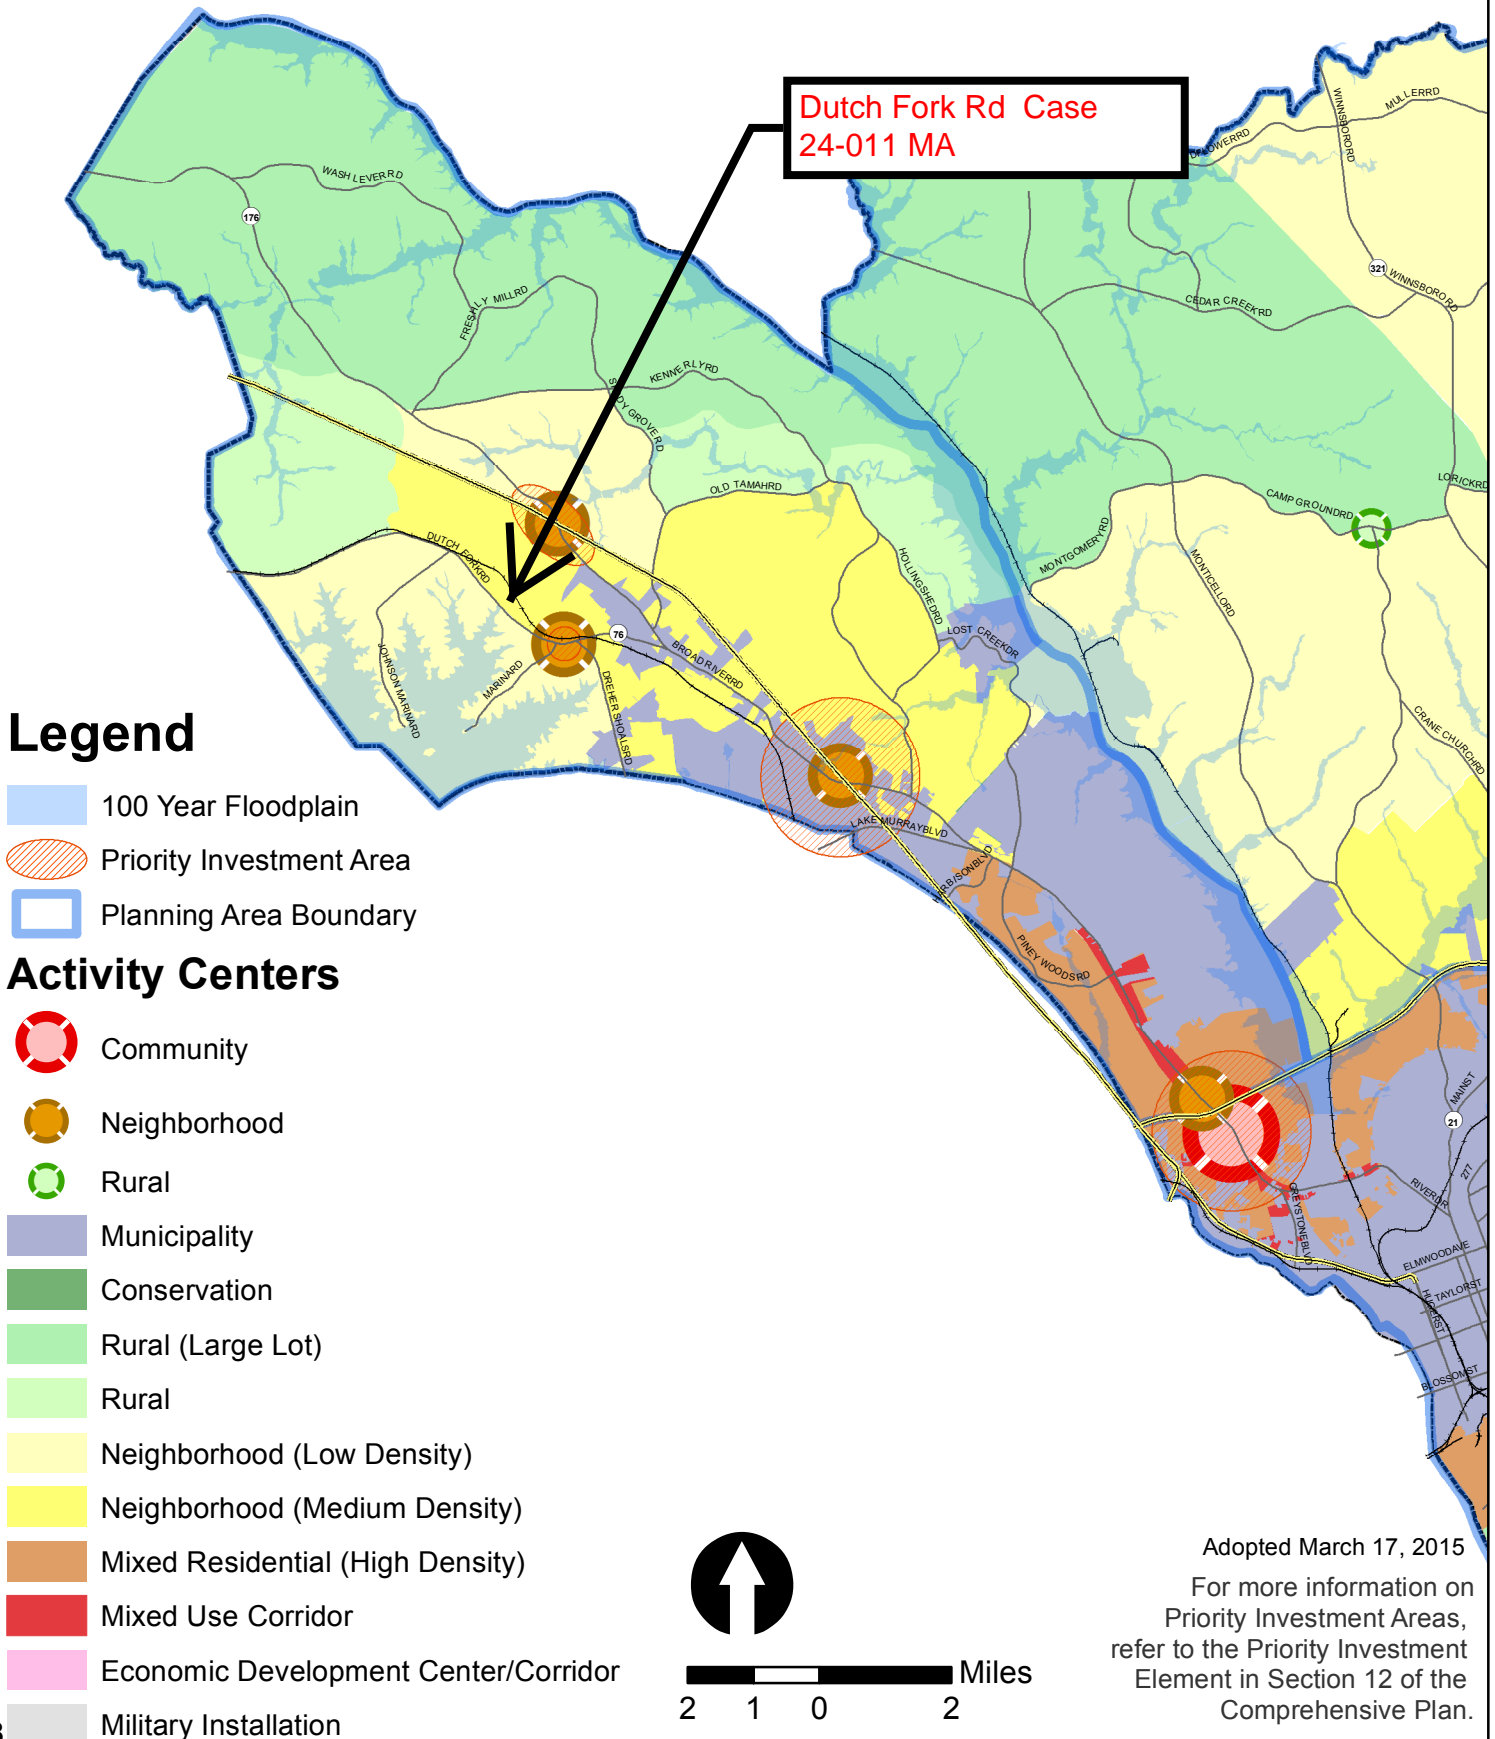 Dutch Fork Rd Case
24-011 MA
WINNSBORO RD
MULLER RD
WASH LEVER RD
176
321
WINNSBORO RD
FRESHLY MILL RD
CEDAR CREEK RD
KENNERLY RD
OLD TAMAH RD
LORICK RD
CAMP GROUND RD
DUTCH FORK RD
MONTGOMERY RD
HOLLINGSHED RD
MONTICELLO RD
LOST CREEK DR
76
BROAD RIVER RD
JOHNSON MARINA RD
MARINA RD
DREHER SHOALS RD
CRANE CHURCH RD
LAKE MURRAY BLVD
HARBISON BLVD
PINEY WOODS RD
MAIN ST
21
277
RIVER DR
GREYSTONE BLVD
ELMWOOD AVE
TAYLOR ST
HUGER ST
BLOSSOM ST
Legend
100 Year Floodplain
Priority Investment Area
Planning Area Boundary
Activity Centers
Community
Neighborhood
Rural
Municipality
Conservation
Rural (Large Lot)
Rural
Neighborhood (Low Density)
Neighborhood (Medium Density)
Mixed Residential (High Density)
Mixed Use Corridor
Economic Development Center/Corridor
Military Installation
Miles
2 1 0 2
Adopted March 17, 2015
For more information on
Priority Investment Areas,
refer to the Priority Investment
Element in Section 12 of the
Comprehensive Plan.